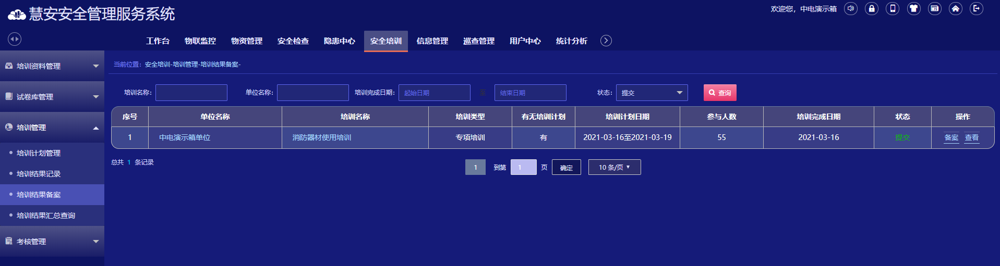 慧安安全管理服务系统
欢迎您，中电演示箱
工作台 物联监控 物资管理 安全检查 隐患中心 安全培训 信息管理 巡查管理 用户中心 统计分析
培训资料管理
试卷库管理
培训管理
培训计划管理
培训结果记录
培训结果备案
培训结果汇总查询
考核管理
当前位置：安全培训-培训管理-培训结果备案-
培训名称： 单位名称： 培训完成日期： 起始日期 至 结束日期 状态： 提交 查询
序号 单位名称 培训名称 培训类型 有无培训计划 培训计划日期 参与人数 培训完成日期 状态 操作
1 中电演示箱单位 消防器材使用培训 专项培训 有 2021-03-16至2021-03-19 55 2021-03-16 提交 备案 查看
总共 1 条记录
1 到第 1 页 确定 10 条/页